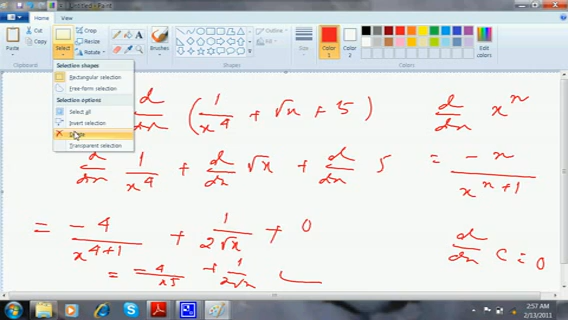 Untitled - Paint
Home View
Paste Cut Copy Select Crop Resize Rotate Brushes Shapes Outline Fill Size Color 1 Color 2 Edit colors
Clipboard Colors
Selection shapes
Rectangular selection
Free-form selection
Selection options
Select all
Invert selection
Delete
Transparent selection
d/dx (1/x^4 + √x + 5) d/dx x^n
d/dx 1/x^4 + d/dx √x + d/dx 5 = -n/x^n+1
= -4/x^4+1 + 1/2√x + 0
d/dx c = 0
= -4/x5 + 1/2√x
2:57 AM
2/13/2011